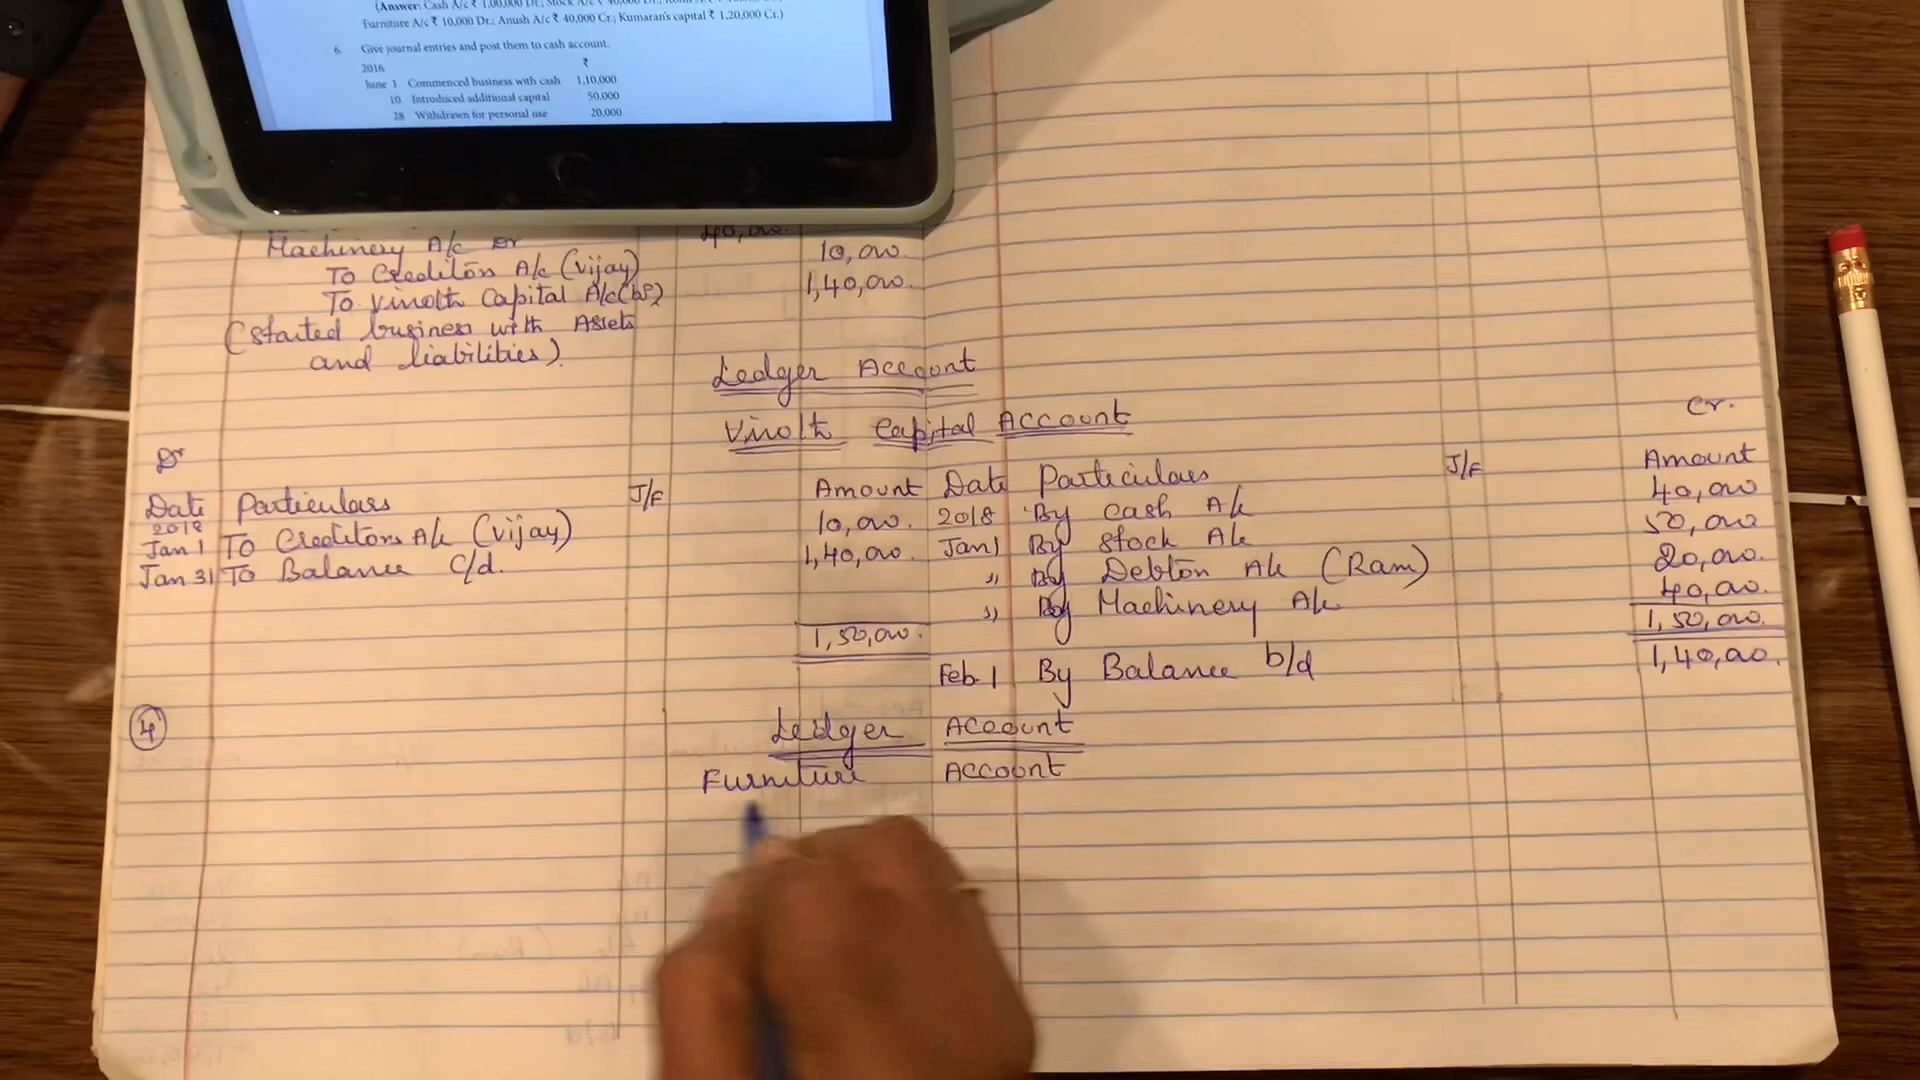 (Answer: Cash A/c ₹ 1,00,000 Dr.; Stock A/c ₹
Furniture A/c ₹ 10,000 Dr.; Anush A/c ₹ 40,000 Cr.; Kumaran's capital ₹ 1,20,000 Cr.)
6. Give journal entries and post them to cash account.
2016 ₹
June 1 Commenced business with cash 1,10,000
10 Introduced additional capital 50,000
28 Withdrawn for personal use 20,000
Machinery A/c Dr 40,000.
To Creditors A/c (Vijay) 10,000.
To Vinoth Capital A/c (bf) 1,40,000.
(Started business with Assets
and liabilities).
Ledger Account
Vinoth Capital Account
Dr Cr.
Date Particulars J/F Amount Date Particulars J/F Amount
2018 Jan 1 To Creditors A/c (Vijay) 10,000. 2018 By Cash A/c 40,000
Jan 31 To Balance c/d. 1,40,000. Jan 1 By Stock A/c 50,000
,, By Debtors A/c (Ram) 20,000.
,, By Machinery A/c 40,000.
1,50,000. 1,50,000.
Feb. 1 By Balance b/d 1,40,000.
4
Ledger Account
Furniture Account